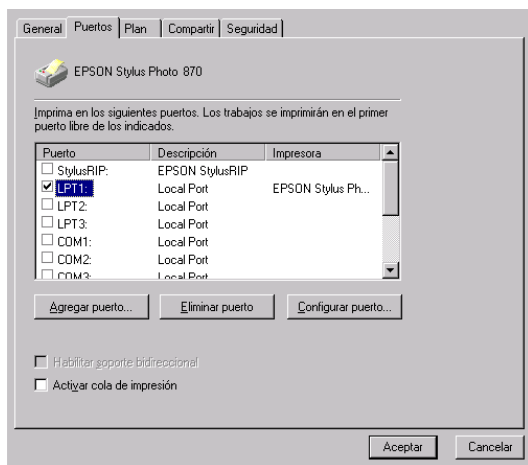 General Puertos Plan Compartir Seguridad
EPSON Stylus Photo 870
Imprima en los siguientes puertos. Los trabajos se imprimirán en el primer
puerto libre de los indicados.
Puerto Descripción Impresora
StylusRIP: EPSON StylusRIP
LPT1: Local Port EPSON Stylus Ph...
LPT2: Local Port
LPT3: Local Port
COM1: Local Port
COM2: Local Port
COM3: Local Port
Agregar puerto... Eliminar puerto Configurar puerto...
Habilitar soporte bidireccional
Activar cola de impresión
Aceptar Cancelar